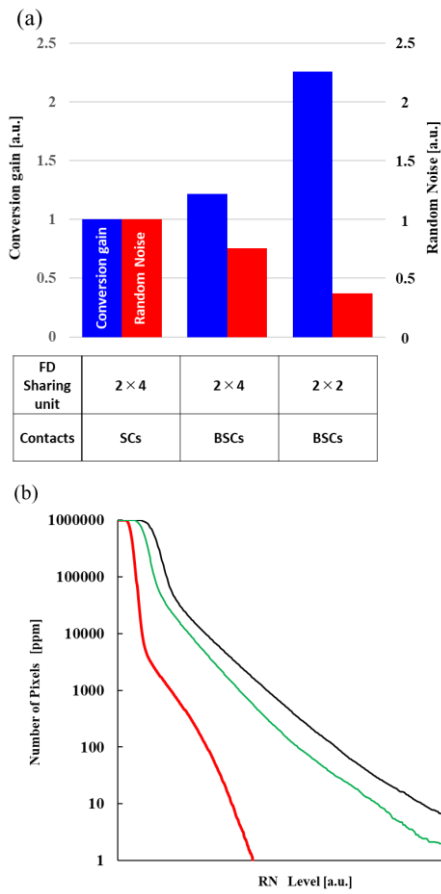 (a)
2.5
2
1.5
1
0.5
0
Conversion gain [a.u.]
Conversion gain
Random Noise
2.5
2
1.5
1
0.5
0
Random Noise [a.u.]
FD
Sharing
unit
2×4
2×4
2×2
Contacts
SCs
BSCs
BSCs
(b)
1000000
100000
10000
1000
100
10
1
Number of Pixels [ppm]
RN Level [a.u.]